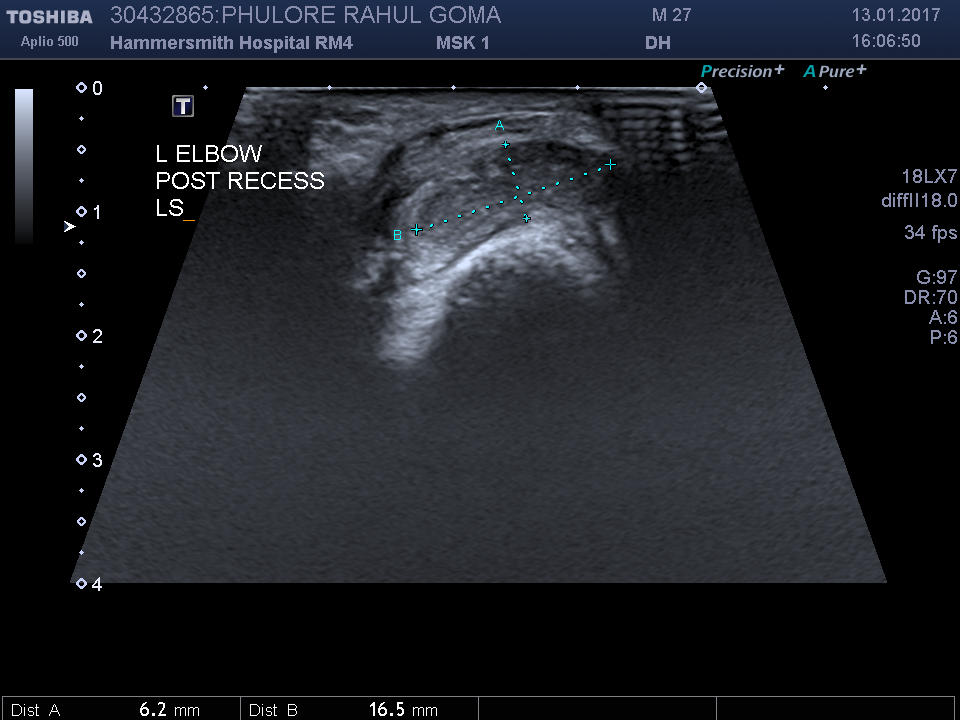 TOSHIBA 30432865:PHULORE RAHUL GOMA M 27 13.01.2017
Aplio 500 Hammersmith Hospital RM4 MSK 1 DH 16:06:50
Precision+ A Pure+
0
T
A
L ELBOW
POST RECESS
18LX7
diffII18.0
LS_
1
B
34 fps
G:97
DR:70
A:6
P:6
2
3
4
Dist A 6.2 mm Dist B 16.5 mm